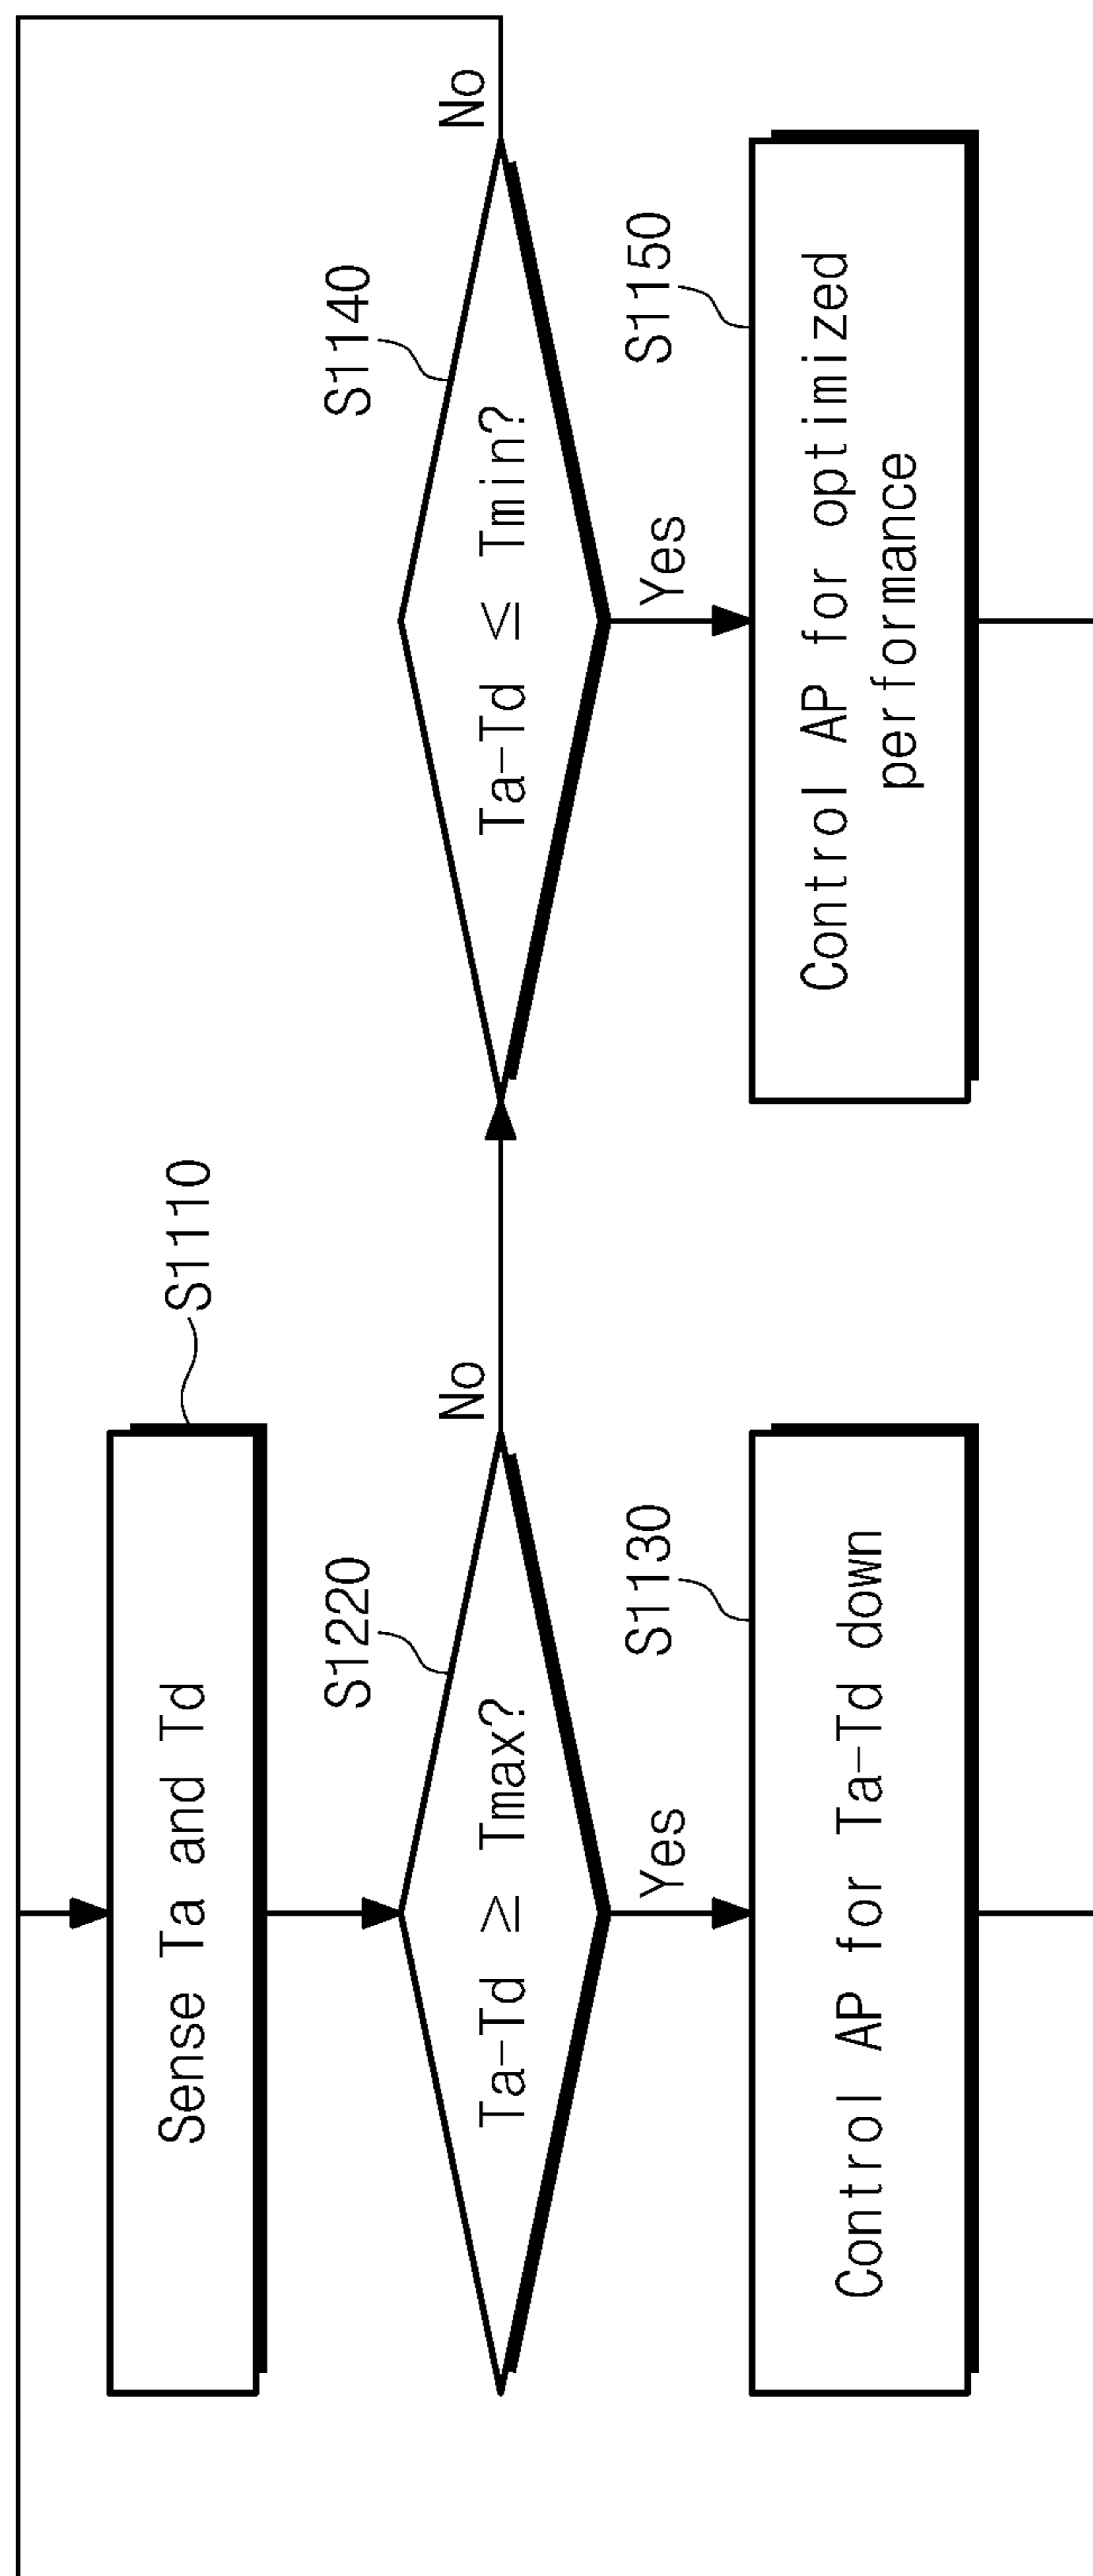 Sense Ta and Td
S1110
S1220
Ta-Td ≥ Tmax?
No
Yes
S1130
Control AP for Ta-Td down
S1140
Ta-Td ≤ Tmin?
No
Yes
S1150
Control AP for optimized
performance